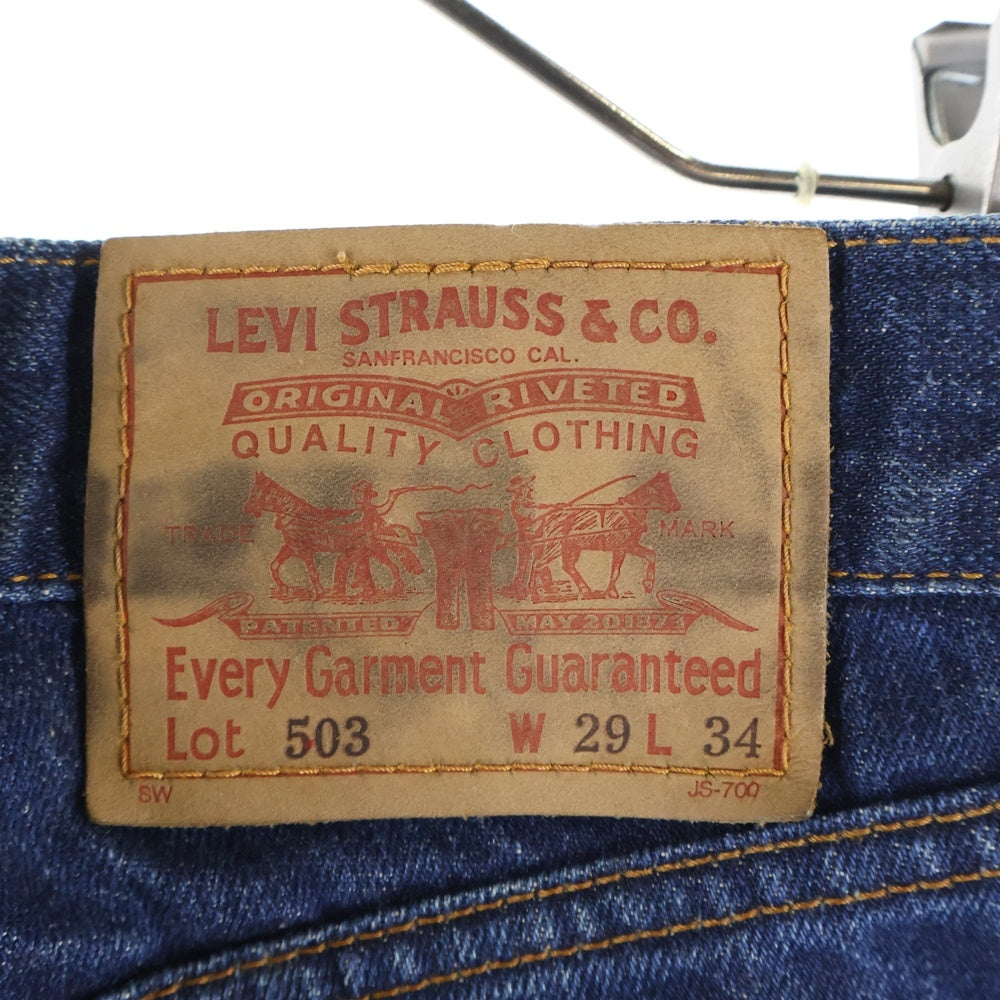 LEVI STRAUSS & CO.
SANFRANCISCO CAL.
ORIGINAL RIVETED
QUALITY CLOTHING
TRADE MARK
PATENTED MAY 20 1873
Every Garment Guaranteed
Lot 503 W 29 L 34
SW JS-700